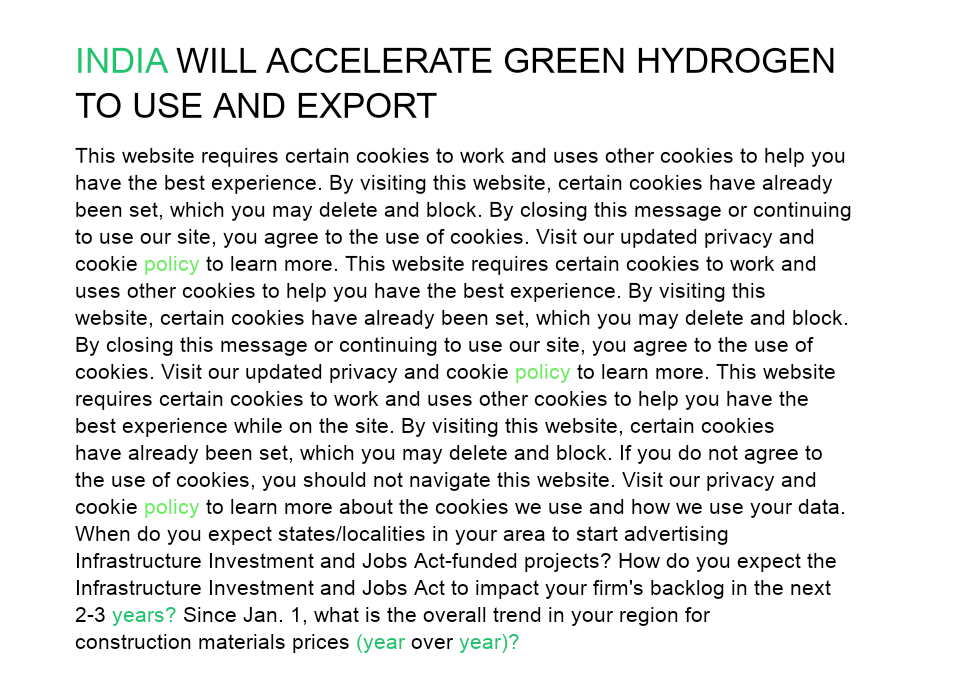 INDIA WILL ACCELERATE GREEN HYDROGEN
TO USE AND EXPORT
This website requires certain cookies to work and uses other cookies to help you
have the best experience. By visiting this website, certain cookies have already
been set, which you may delete and block. By closing this message or continuing
to use our site, you agree to the use of cookies. Visit our updated privacy and
cookie policy to learn more. This website requires certain cookies to work and
uses other cookies to help you have the best experience. By visiting this
website, certain cookies have already been set, which you may delete and block.
By closing this message or continuing to use our site, you agree to the use of
cookies. Visit our updated privacy and cookie policy to learn more. This website
requires certain cookies to work and uses other cookies to help you have the
best experience while on the site. By visiting this website, certain cookies
have already been set, which you may delete and block. If you do not agree to
the use of cookies, you should not navigate this website. Visit our privacy and
cookie policy to learn more about the cookies we use and how we use your data.
When do you expect states/localities in your area to start advertising
Infrastructure Investment and Jobs Act-funded projects? How do you expect the
Infrastructure Investment and Jobs Act to impact your firm's backlog in the next
2-3 years? Since Jan. 1, what is the overall trend in your region for
construction materials prices (year over year)?